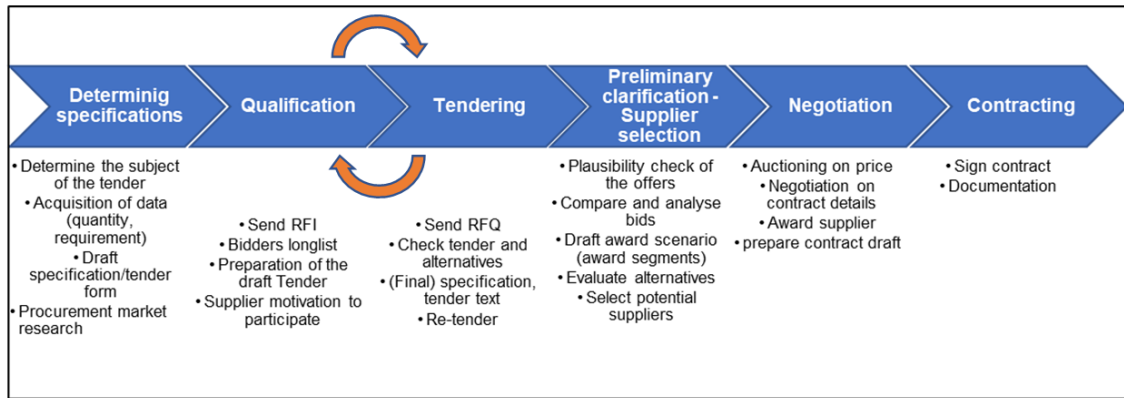 Determinig
specifications
Qualification
Tendering
Preliminary
clarification -
Supplier
selection
Negotiation
Contracting
• Determine the subject
of the tender
• Acquisition of data
(quantity,
requirement)
• Draft
specification/tender
form
• Procurement market
research
• Send RFI
• Bidders longlist
• Preparation of the
draft Tender
• Supplier motivation to
participate
• Send RFQ
• Check tender and
alternatives
• (Final) specification,
tender text
• Re-tender
• Plausibility check of
the offers
• Compare and analyse
bids
• Draft award scenario
(award segments)
• Evaluate alternatives
• Select potential
suppliers
• Auctioning on price
• Negotiation on
contract details
• Award supplier
• prepare contract draft
• Sign contract
• Documentation